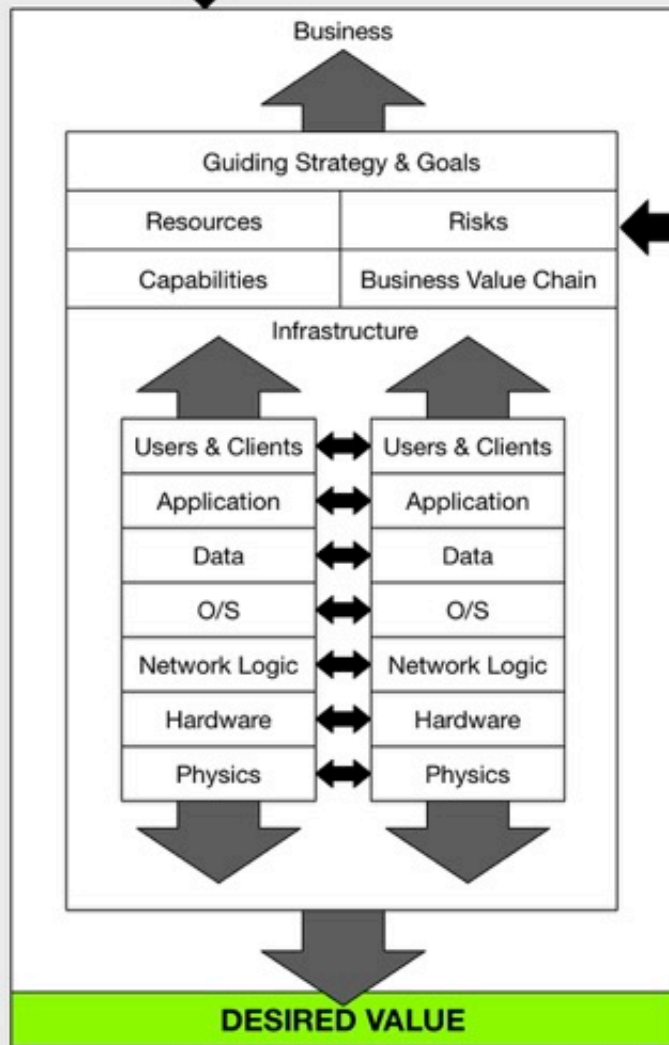 Business
Guiding Strategy & Goals
Resources Risks
Capabilities Business Value Chain
Infrastructure
Users & Clients Users & Clients
Application Application
Data Data
O/S O/S
Network Logic Network Logic
Hardware Hardware
Physics Physics
DESIRED VALUE